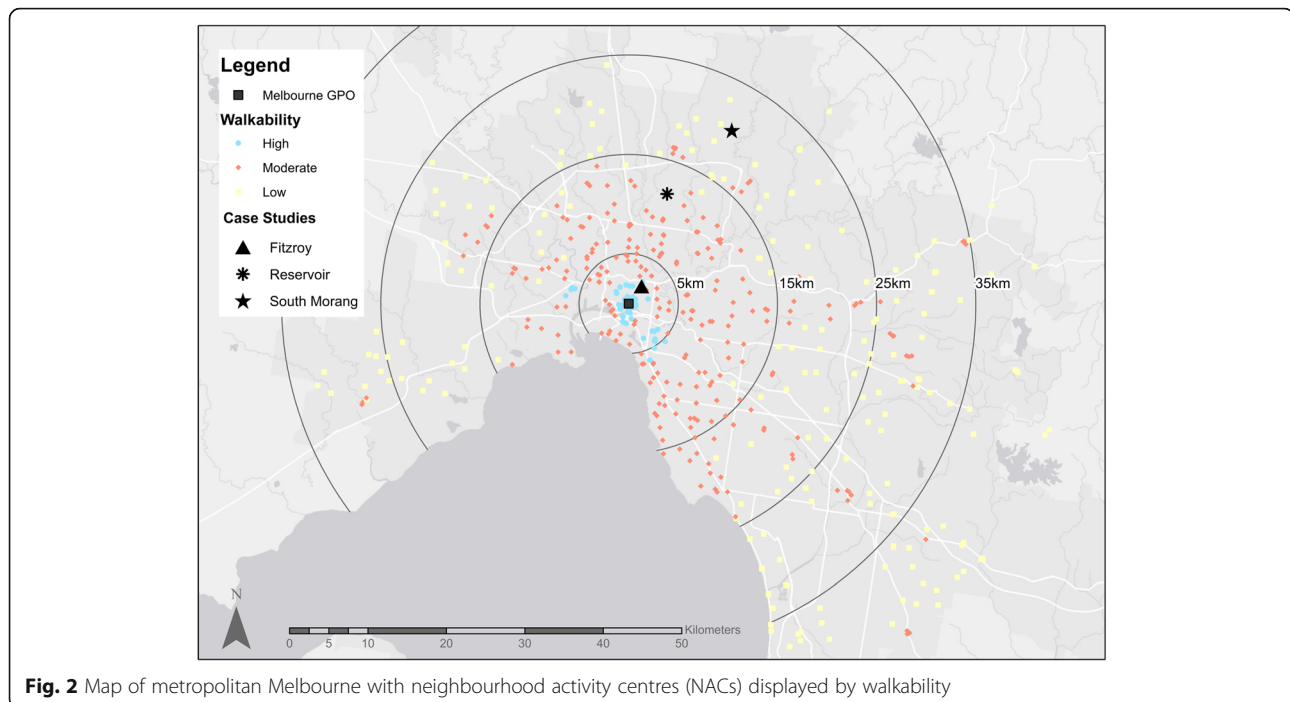 Legend
Melbourne GPO
Walkability
High
Moderate
Low
Case Studies
Fitzroy
Reservoir
South Morang
5km
15km
25km
35km
N
Kilometers
0 5 10 20 30 40 50
Fig. 2 Map of metropolitan Melbourne with neighbourhood activity centres (NACs) displayed by walkability